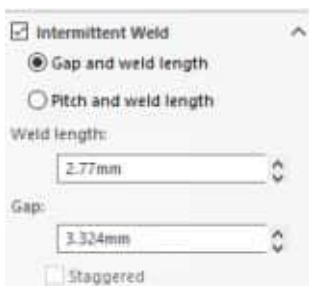 Intermittent Weld
Gap and weld length
Pitch and weld length
Weld length:
2.77mm
Gap:
3.324mm
Staggered